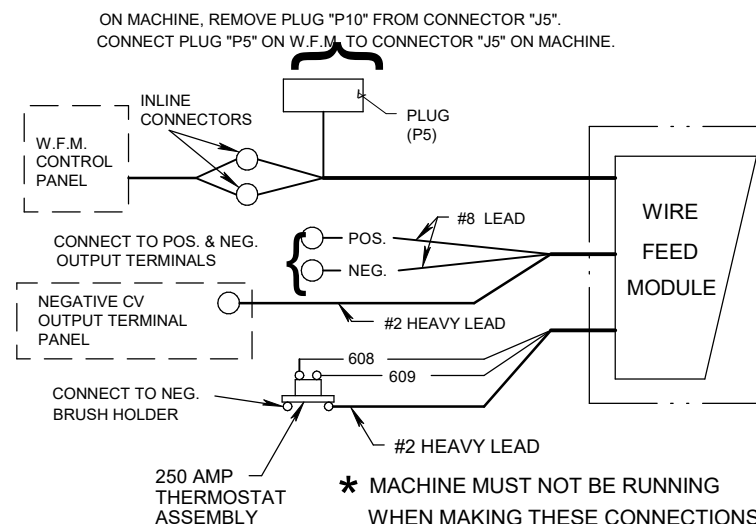 ON MACHINE, REMOVE PLUG "P10" FROM CONNECTOR "J5".
CONNECT PLUG "P5" ON W.F.M. TO CONNECTOR "J5" ON MACHINE.
INLINE
CONNECTORS
PLUG
(P5)
W.F.M.
CONTROL
PANEL
WIRE
FEED
MODULE
#8 LEAD
POS.
NEG.
CONNECT TO POS. & NEG.
OUTPUT TERMINALS
NEGATIVE CV
OUTPUT TERMINAL
PANEL
#2 HEAVY LEAD
608
609
CONNECT TO NEG.
BRUSH HOLDER
#2 HEAVY LEAD
250 AMP
THERMOSTAT
ASSEMBLY
* MACHINE MUST NOT BE RUNNING
WHEN MAKING THESE CONNECTIONS